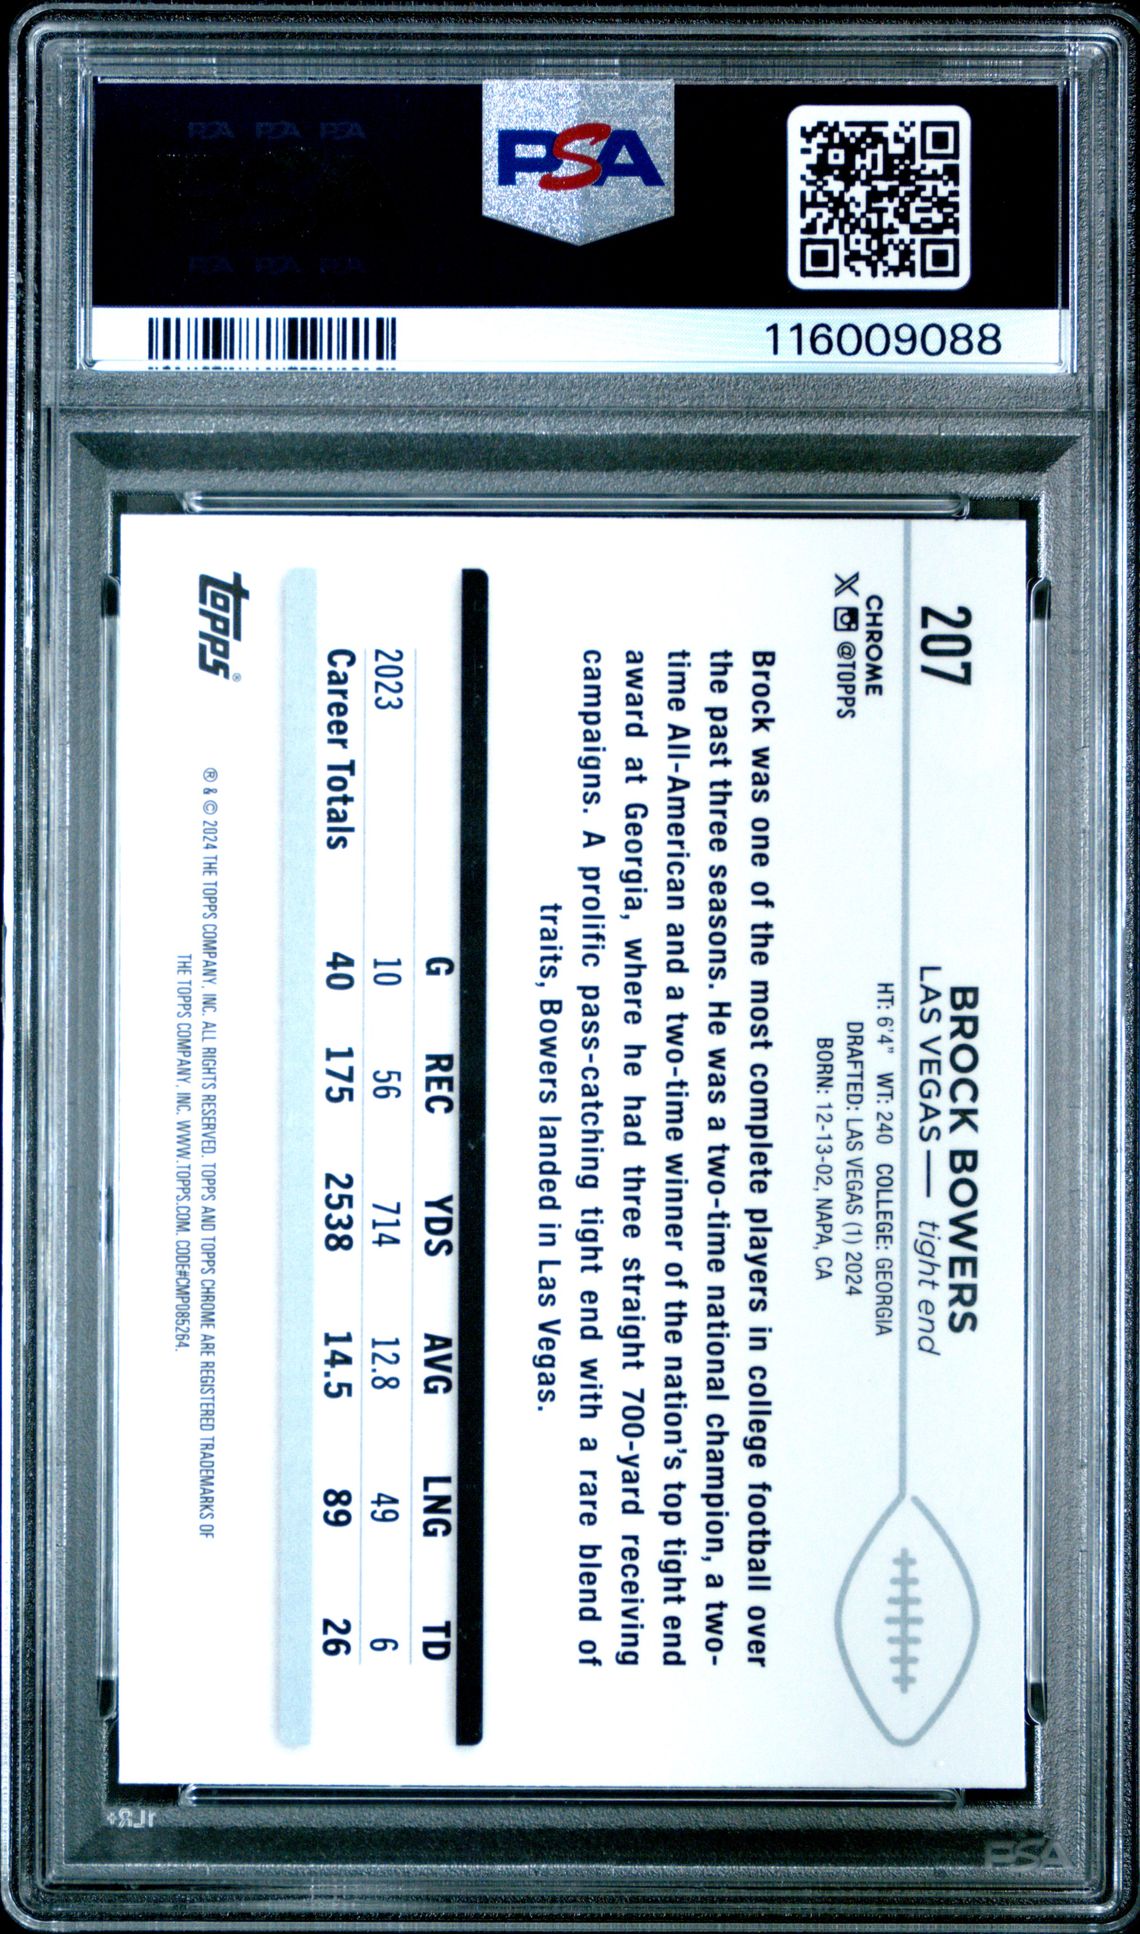 PSA PSA PSA
PSA
PSA PSA PSA
116009088
207
BROCK BOWERS
LAS VEGAS — tight end
HT: 6'4" WT: 240 COLLEGE: GEORGIA
DRAFTED: LAS VEGAS (1) 2024
BORN: 12-13-02, NAPA, CA
CHROME
X @TOPPS
Brock was one of the most complete players in college football over
the past three seasons. He was a two-time national champion, a two-
time All-American and a two-time winner of the nation's top tight end
award at Georgia, where he had three straight 700-yard receiving
campaigns. A prolific pass-catching tight end with a rare blend of
traits, Bowers landed in Las Vegas.
G REC YDS AVG LNG TD
2023 10 56 714 12.8 49 6
Career Totals 40 175 2538 14.5 89 26
topps®
® & © 2024 THE TOPPS COMPANY, INC. ALL RIGHTS RESERVED. TOPPS AND TOPPS CHROME ARE REGISTERED TRADEMARKS OF
THE TOPPS COMPANY, INC. WWW.TOPPS.COM. CODE#CMP085264.
PSA